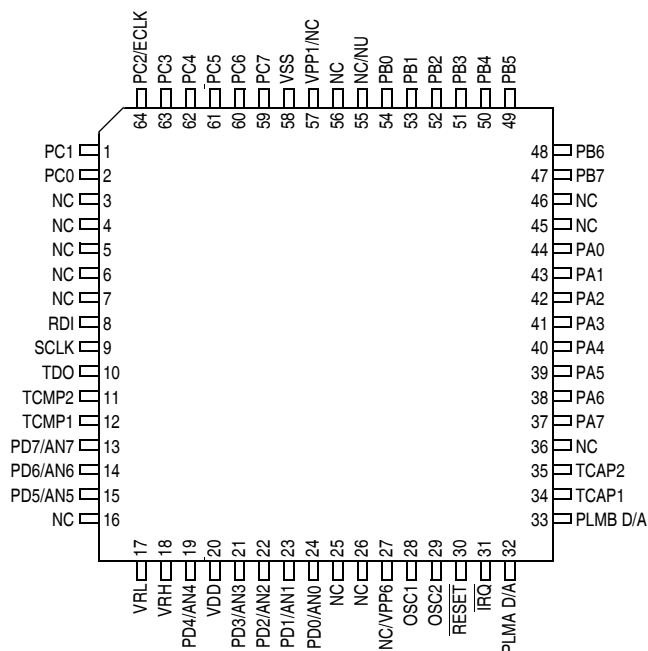 PC2/ECLK PC3 PC4 PC5 PC6 PC7 VSS VPP1/NC NC NC/NU PB0 PB1 PB2 PB3 PB4 PB5
64 63 62 61 60 59 58 57 56 55 54 53 52 51 50 49
PC1 1 48 PB6
PC0 2 47 PB7
NC 3 46 NC
NC 4 45 NC
NC 5 44 PA0
NC 6 43 PA1
NC 7 42 PA2
RDI 8 41 PA3
SCLK 9 40 PA4
TDO 10 39 PA5
TCMP2 11 38 PA6
TCMP1 12 37 PA7
PD7/AN7 13 36 NC
PD6/AN6 14 35 TCAP2
PD5/AN5 15 34 TCAP1
NC 16 33 PLMB D/A
17 18 19 20 21 22 23 24 25 26 27 28 29 30 31 32
VRL VRH PD4/AN4 VDD PD3/AN3 PD2/AN2 PD1/AN1 PD0/AN0 NC NC NC/VPP6 OSC1 OSC2 RESET IRQ PLMA D/A